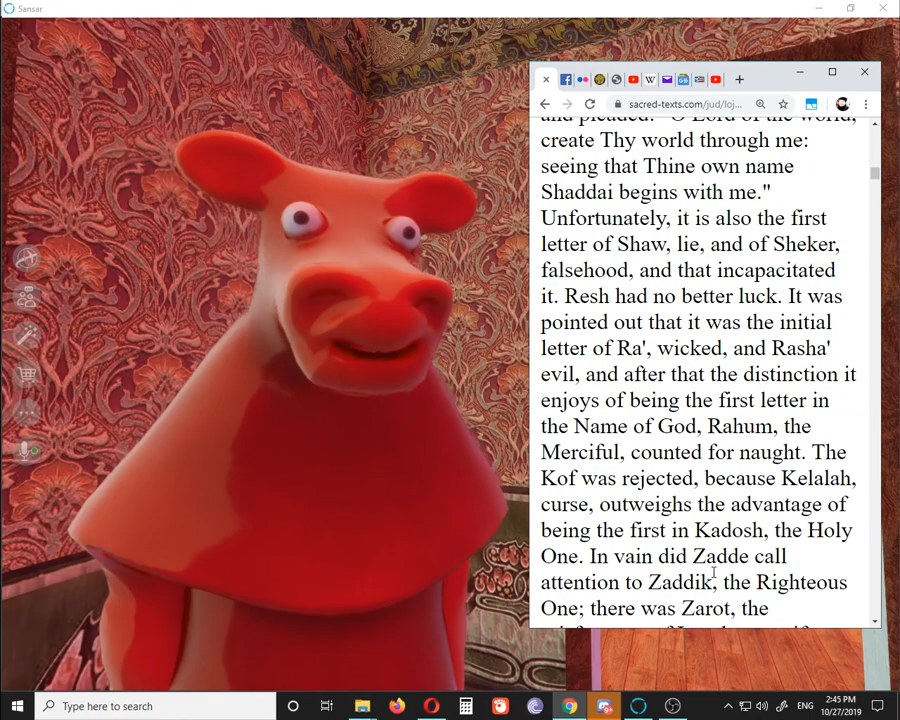 Sansar
sacred-texts.com/jud/loj...
and pleaded: "O Lord of the world,
create Thy world through me:
seeing that Thine own name
Shaddai begins with me."
Unfortunately, it is also the first
letter of Shaw, lie, and of Sheker,
falsehood, and that incapacitated
it. Resh had no better luck. It was
pointed out that it was the initial
letter of Ra', wicked, and Rasha'
evil, and after that the distinction it
enjoys of being the first letter in
the Name of God, Rahum, the
Merciful, counted for naught. The
Kof was rejected, because Kelalah,
curse, outweighs the advantage of
being the first in Kadosh, the Holy
One. In vain did Zadde call
attention to Zaddik, the Righteous
One; there was Zarot, the
Type here to search
2:45 PM
10/27/2019